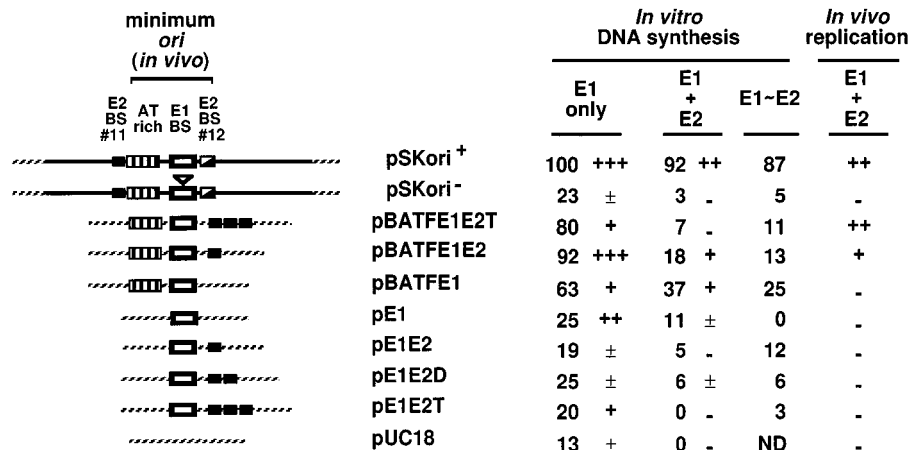 minimum
ori
(in vivo)
E2
BS
#11
AT
rich
E1
BS
E2
BS
#12
In vitro
DNA synthesis
In vivo
replication
E1
only
E1
+
E2
E1~E2
E1
+
E2
pSKori+ 100 +++ 92 ++ 87 ++
pSKori- 23 ± 3 - 5 -
pBATFE1E2T 80 + 7 - 11 ++
pBATFE1E2 92 +++ 18 + 13 +
pBATFE1 63 + 37 + 25 -
pE1 25 ++ 11 ± 0 -
pE1E2 19 ± 5 - 12 -
pE1E2D 25 ± 6 ± 6 -
pE1E2T 20 + 0 - 3 -
pUC18 13 ± 0 - ND -